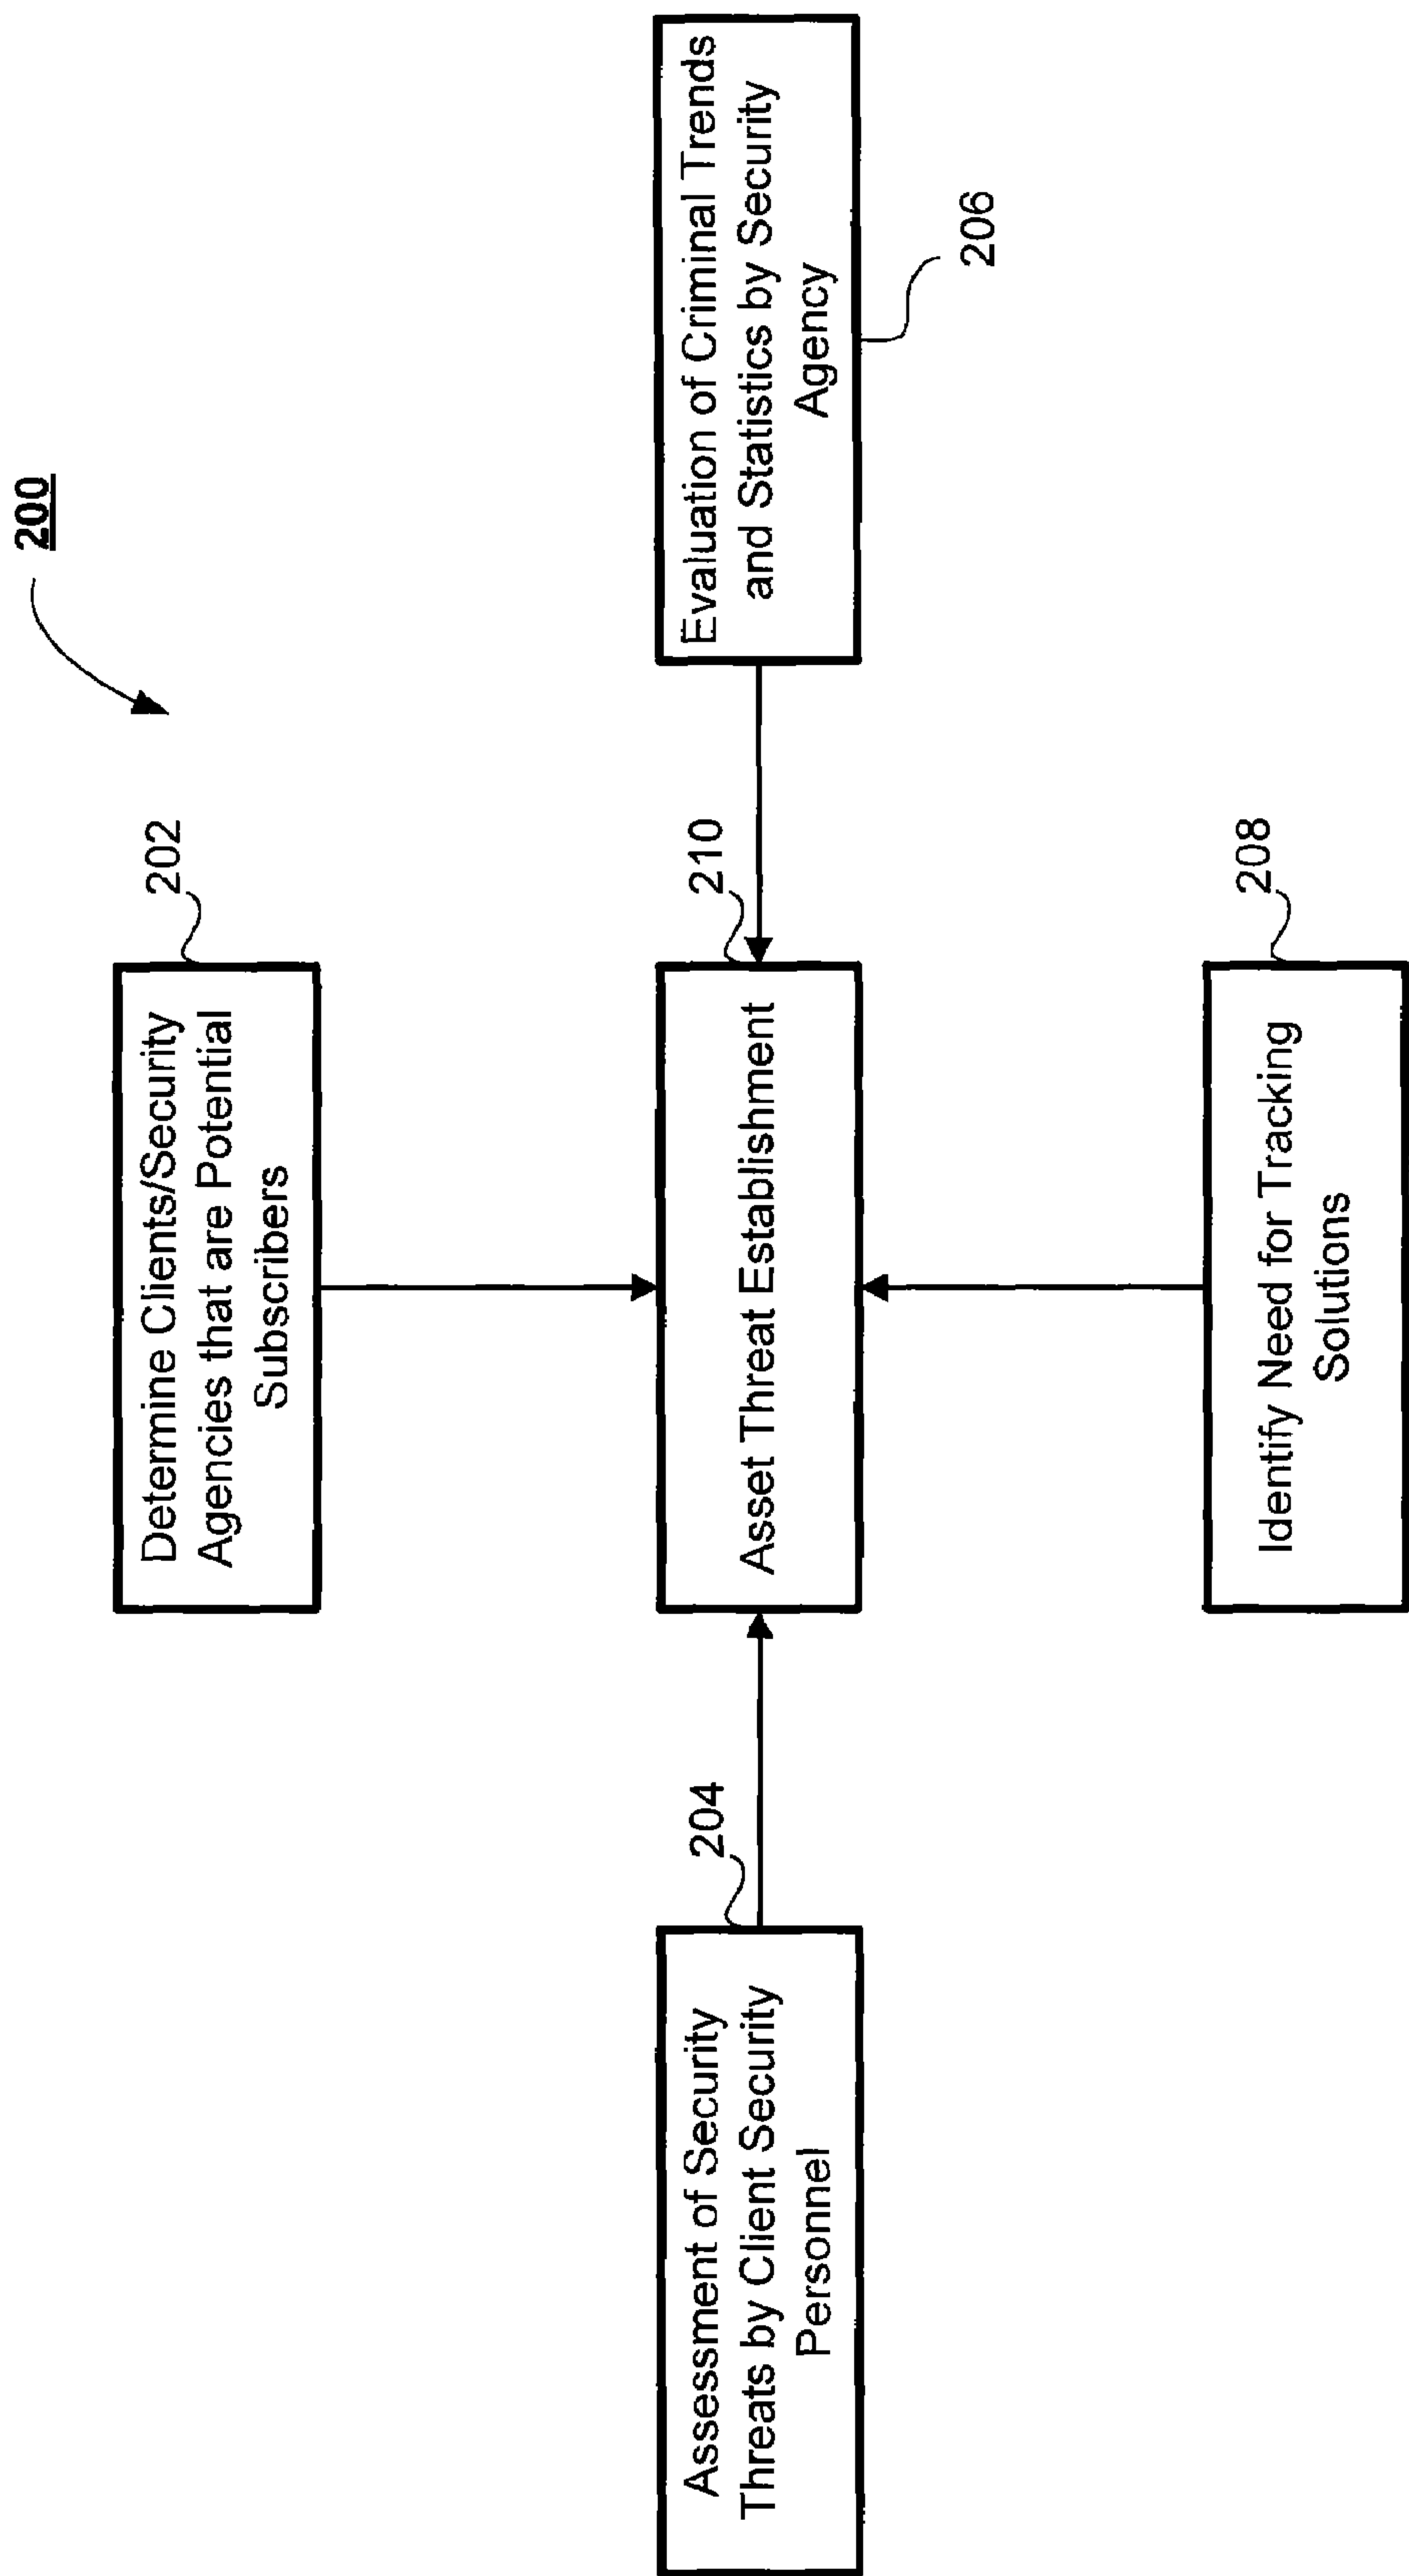 200
202
Determine Clients/Security
Agencies that are Potential
Subscribers
204
Assessment of Security
Threats by Client Security
Personnel
210
Asset Threat Establishment
Evaluation of Criminal Trends
and Statistics by Security
Agency
206
208
Identify Need for Tracking
Solutions